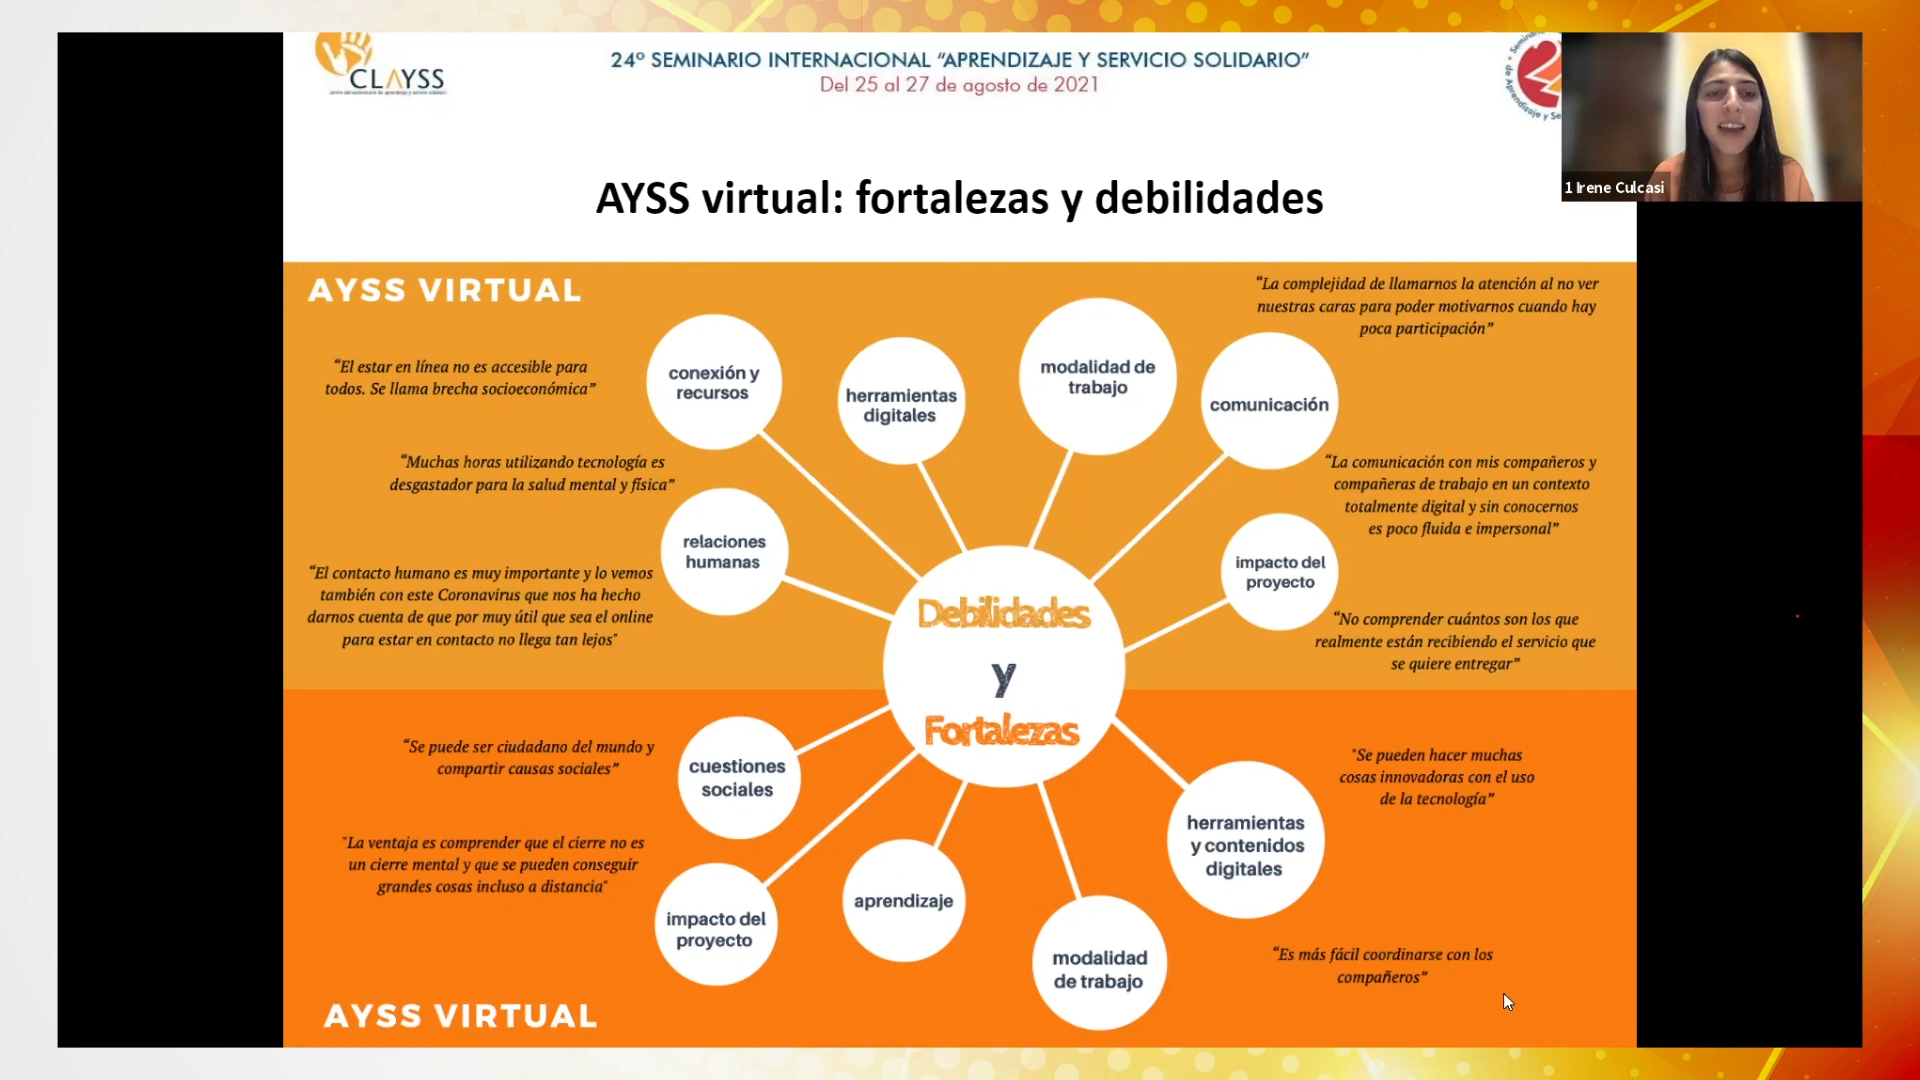 CLAYSS
24º SEMINARIO INTERNACIONAL “APRENDIZAJE Y SERVICIO SOLIDARIO”
Del 25 al 27 de agosto de 2021
1 Irene Culcasi
AYSS virtual: fortalezas y debilidades
AYSS VIRTUAL
“El estar en línea no es accesible para
todos. Se llama brecha socioeconómica”
“Muchas horas utilizando tecnología es
desgastador para la salud mental y física”
“El contacto humano es muy importante y lo vemos
también con este Coronavirus que nos ha hecho
darnos cuenta de que por muy útil que sea el online
para estar en contacto no llega tan lejos"
conexión y
recursos
herramientas
digitales
modalidad de
trabajo
comunicación
relaciones
humanas
impacto del
proyecto
“La complejidad de llamarnos la atención al no ver
nuestras caras para poder motivarnos cuando hay
poca participación”
“La comunicación con mis compañeros y
compañeras de trabajo en un contexto
totalmente digital y sin conocernos
es poco fluida e impersonal”
“No comprender cuántos son los que
realmente están recibiendo el servicio que
se quiere entregar”
Debilidades
y
Fortalezas
“Se puede ser ciudadano del mundo y
compartir causas sociales”
"La ventaja es comprender que el cierre no es
un cierre mental y que se pueden conseguir
grandes cosas incluso a distancia"
cuestiones
sociales
impacto del
proyecto
aprendizaje
modalidad
de trabajo
herramientas
y contenidos
digitales
"Se pueden hacer muchas
cosas innovadoras con el uso
de la tecnología”
“Es más fácil coordinarse con los
compañeros”
AYSS VIRTUAL